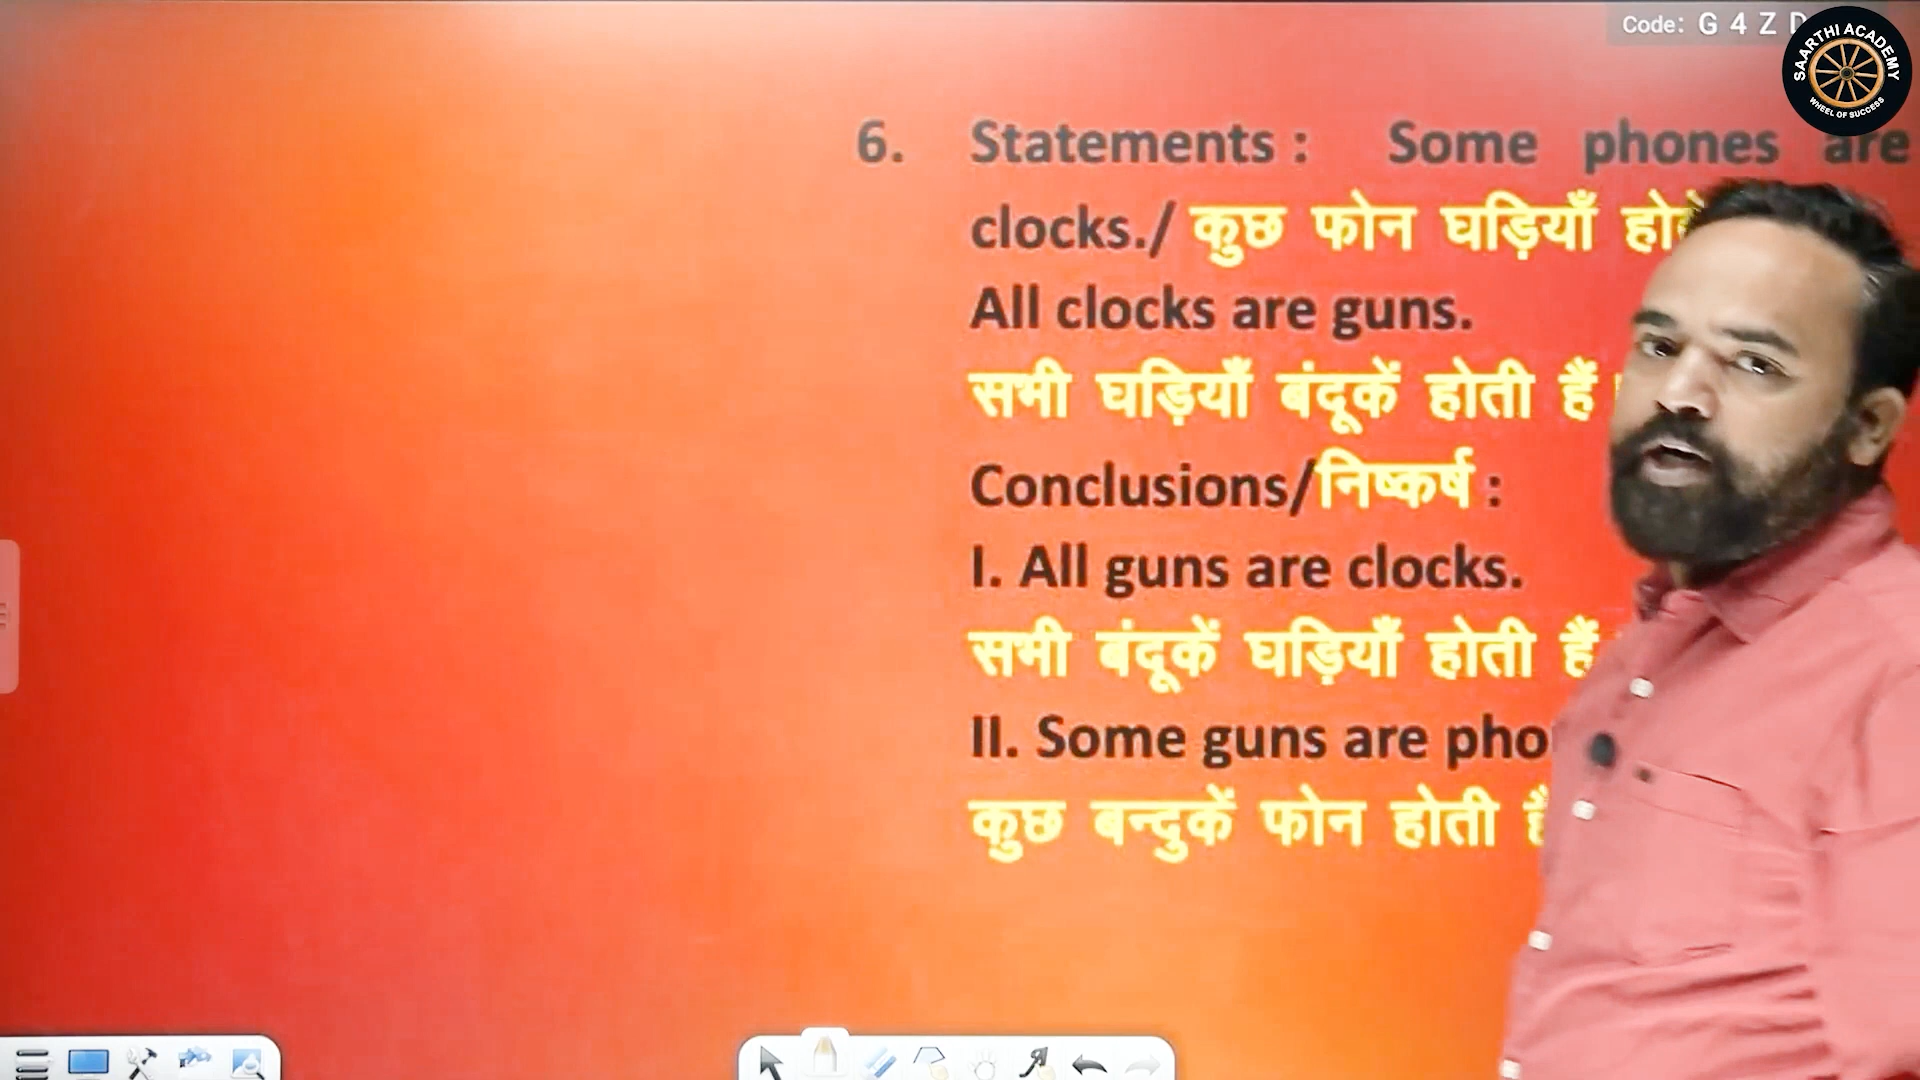 Code: G 4 Z
SAARTHI ACADEMY
WHEEL OF SUCCESS
6. Statements : Some phones are
clocks./ कुछ फोन घड़ियाँ
All clocks are guns.
सभी घड़ियाँ बंदूकें होती हैं
Conclusions/निष्कर्ष :
I. All guns are clocks.
सभी बंदूकें घड़ियाँ होती हैं
II. Some guns are
कुछ बन्दुकें फोन होती